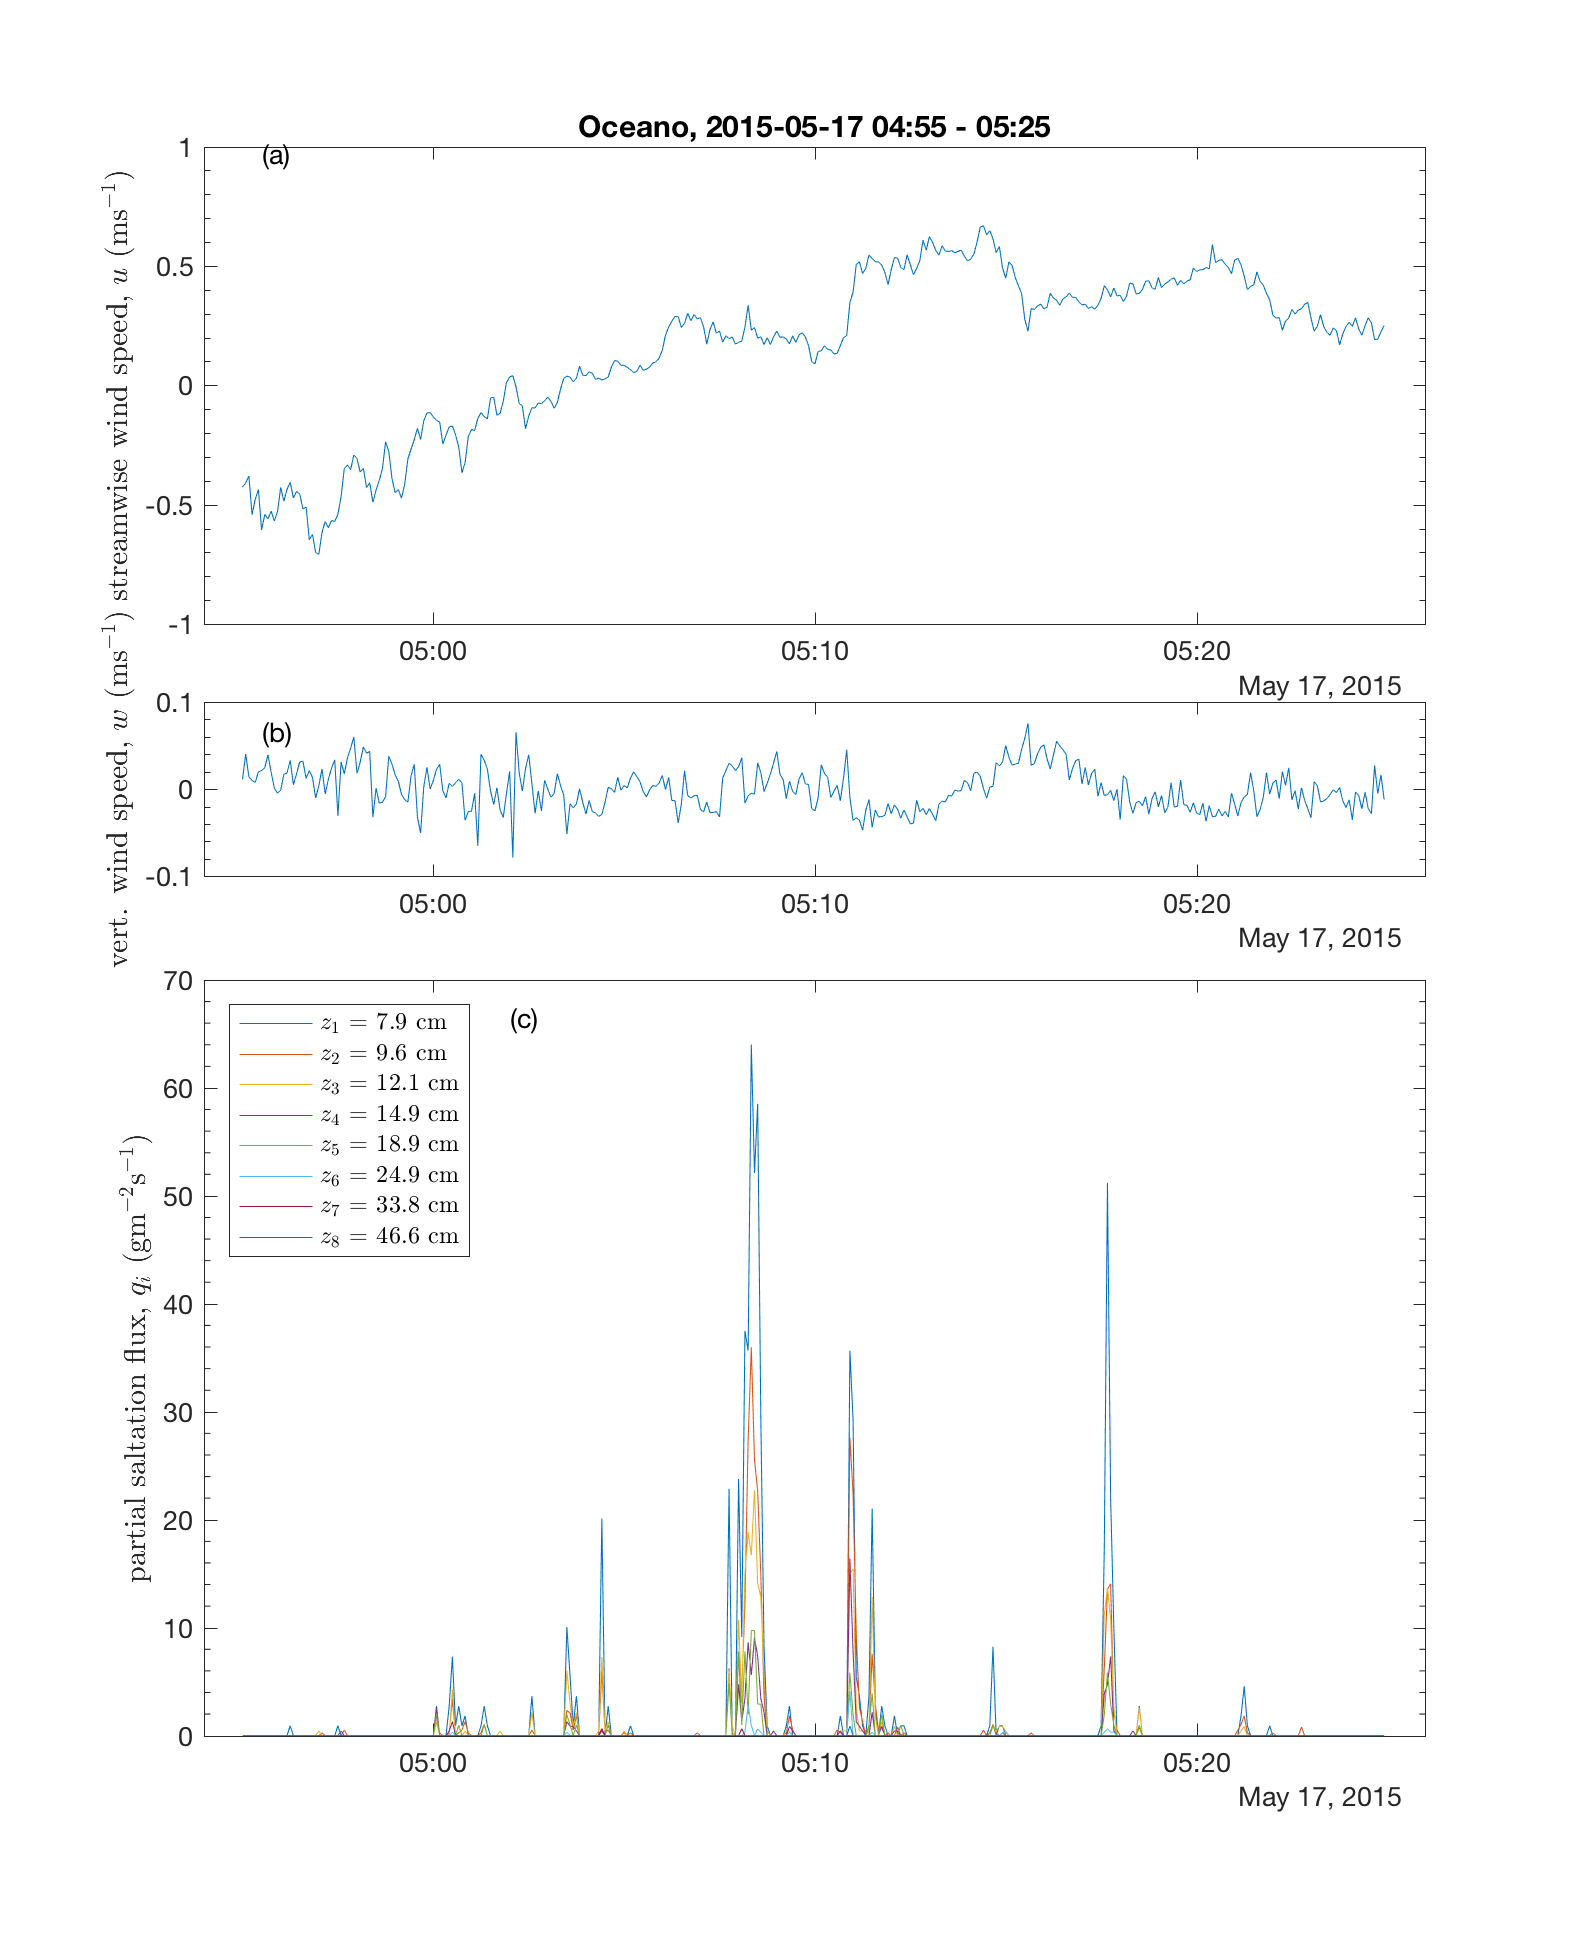 Oceano, 2015-05-17 04:55 - 05:25
(a)
streamwise wind speed, u (ms⁻¹)
1
0.5
0
-0.5
-1
05:00 05:10 05:20
May 17, 2015
(b)
vert. wind speed, w (ms⁻¹)
0.1
0
-0.1
05:00 05:10 05:20
May 17, 2015
(c)
partial saltation flux, qᵢ (gm⁻²s⁻¹)
70
60
50
40
30
20
10
0
z₁ = 7.9 cm
z₂ = 9.6 cm
z₃ = 12.1 cm
z₄ = 14.9 cm
z₅ = 18.9 cm
z₆ = 24.9 cm
z₇ = 33.8 cm
z₈ = 46.6 cm
05:00 05:10 05:20
May 17, 2015